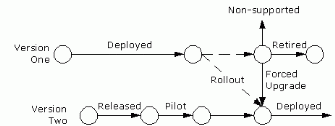 Non-supported
Version
One
Deployed
Retired
Rollout
Forced
Upgrade
Version
Two
Released
Pilot
Deployed